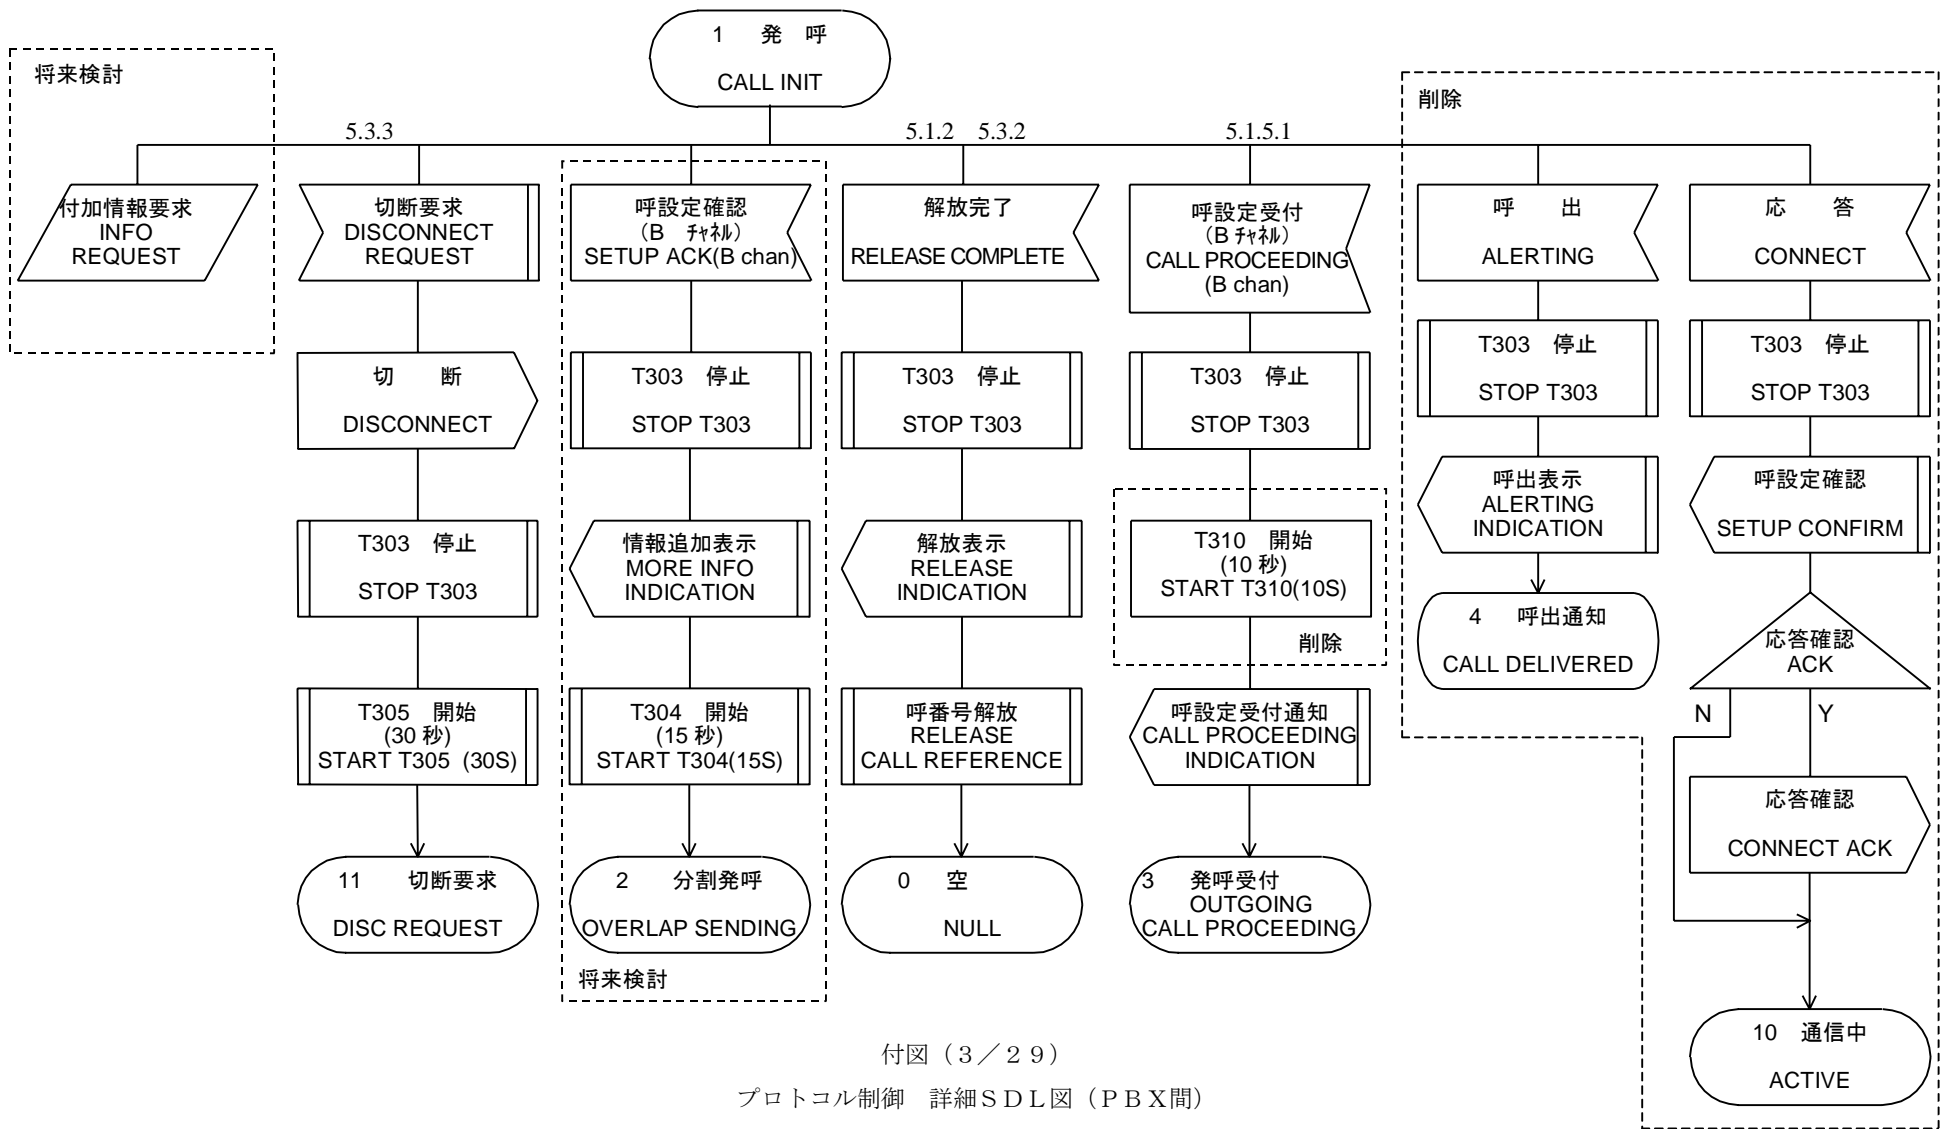 1　発　呼
CALL INIT
将来検討
削除
5.3.3
5.1.2　5.3.2
5.1.5.1
付加情報要求
INFO
REQUEST
切断要求
DISCONNECT
REQUEST
切　断
DISCONNECT
T303　停止
STOP T303
T305　開始
(30 秒)
START T305 (30S)
11　切断要求
DISC REQUEST
呼設定確認
（B　ﾁｬﾈﾙ）
SETUP ACK(B chan)
T303　停止
STOP T303
情報追加表示
MORE INFO
INDICATION
T304　開始
(15 秒)
START T304(15S)
2　分割発呼
OVERLAP SENDING
将来検討
解放完了
RELEASE COMPLETE
T303　停止
STOP T303
解放表示
RELEASE
INDICATION
呼番号解放
RELEASE
CALL REFERENCE
0　空
NULL
呼設定受付
（B ﾁｬﾈﾙ）
CALL PROCEEDING
(B chan)
T303　停止
STOP T303
T310　開始
(10 秒)
START T310(10S)
削除
呼設定受付通知
CALL PROCEEDING
INDICATION
3　発呼受付
OUTGOING
CALL PROCEEDING
呼　出
ALERTING
T303　停止
STOP T303
呼出表示
ALERTING
INDICATION
4　呼出通知
CALL DELIVERED
応　答
CONNECT
T303　停止
STOP T303
呼設定確認
SETUP CONFIRM
応答確認
ACK
N　Y
応答確認
CONNECT ACK
10　通信中
ACTIVE
付図（３／２９）
プロトコル制御　詳細ＳＤＬ図（ＰＢＸ間）